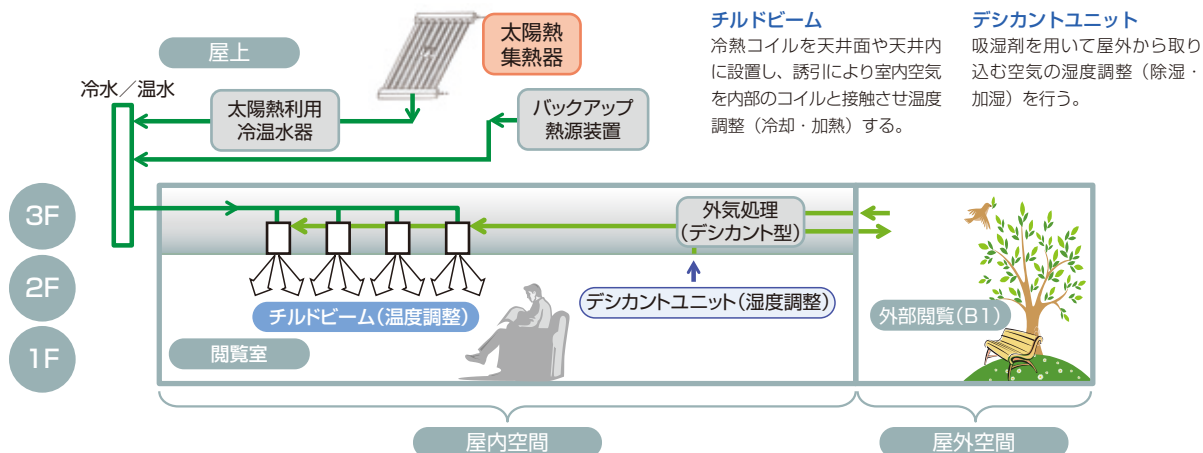 屋上
太陽熱
集熱器
冷水／温水
太陽熱利用
冷温水器
バックアップ
熱源装置
チルドビーム
冷熱コイルを天井面や天井内
に設置し、誘引により室内空気
を内部のコイルと接触させ温度
調整（冷却・加熱）する。
デシカントユニット
吸湿剤を用いて屋外から取り
込む空気の湿度調整（除湿・
加湿）を行う。
3F
2F
1F
外気処理
（デシカント型）
チルドビーム（温度調整）
デシカントユニット（湿度調整）
外部閲覧（B1）
閲覧室
屋内空間
屋外空間